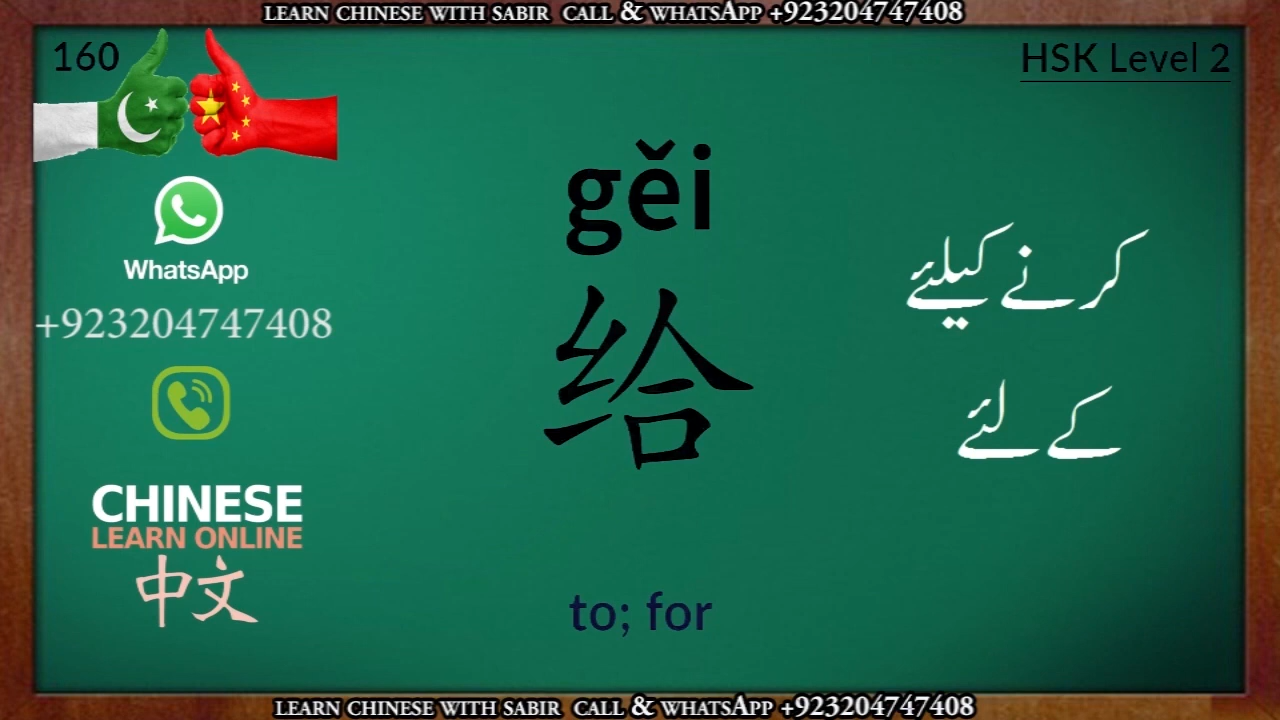 LEARN CHINESE WITH SABIR CALL & WHATSAPP +923204747408
160
HSK Level 2
gěi
给
کرنے کیلئے
کے لئے
to; for
WhatsApp
+923204747408
CHINESE
LEARN ONLINE
中文
LEARN CHINESE WITH SABIR CALL & WHATSAPP +923204747408